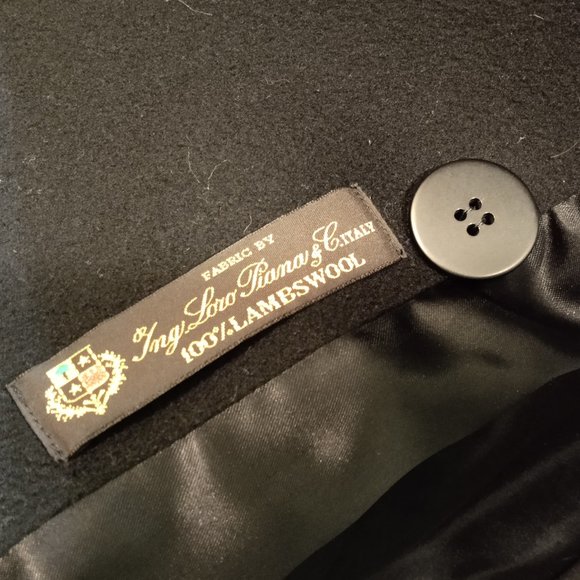 FABRIC BY
Ing. Loro Piana & C. ITALY
100% LAMBSWOOL